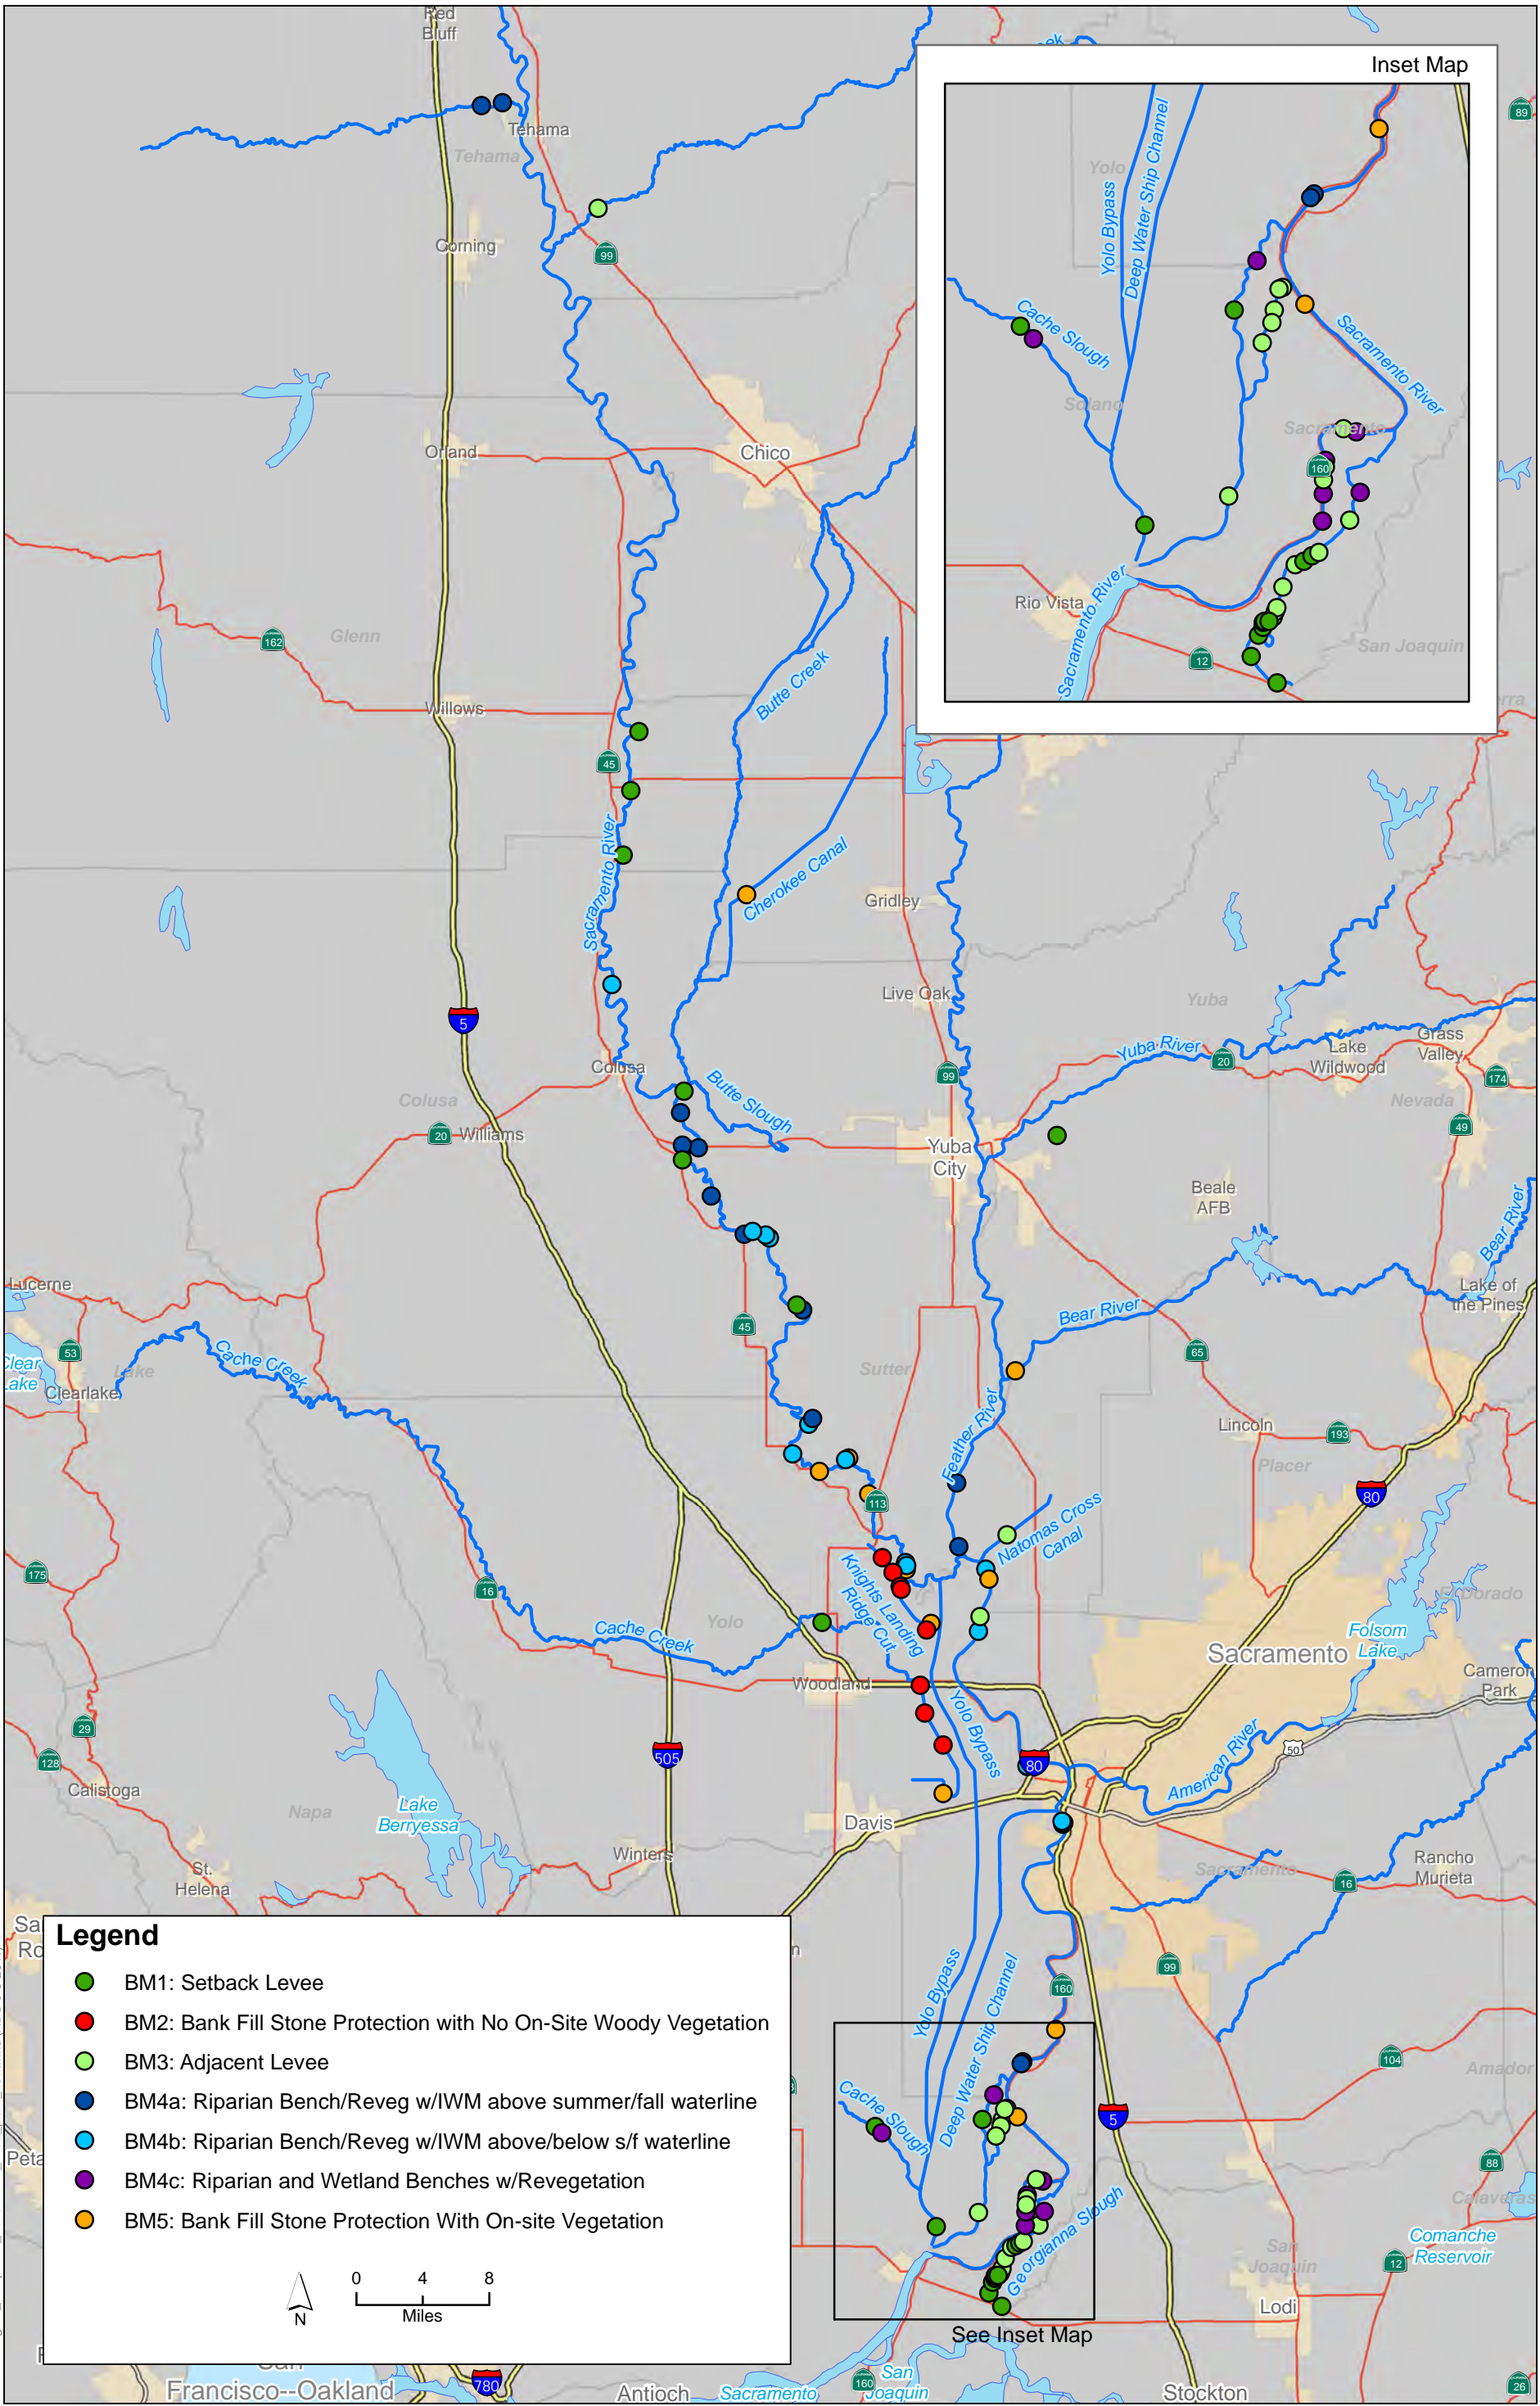 Red
Bluff
Inset Map
89
Tehama
Tehama
Yolo
Yolo Bypass
Deep Water Ship Channel
99
Corning
Cache Slough
Sacramento River
Solano
Sacramento
Orland
Chico
160
Rio Vista
Sacramento River
San Joaquin
12
162
Glenn
Butte Creek
Willows
45
Sacramento River
Cherokee Canal
Gridley
Live Oak
Yuba
5
Yuba River
20
Lake
Wildwood
Grass
Valley
Colusa
99
174
Colusa
Butte Slough
Nevada
49
20
Williams
Yuba
City
Beale
AFB
Bear River
Lucerne
Lake of
the Pines
Bear River
45
53
65
Cache Creek
Clear
Lake
Lake
Clearlake
Sutter
Feather River
Lincoln
193
Placer
80
113
Natomas Cross
Canal
175
16
Knights Landing
Ridge Cut
El Dorado
Yolo
Cache Creek
Folsom
Lake
Sacramento
Woodland
Cameron
Park
Yolo Bypass
29
128
505
80
50
American River
Calistoga
Napa
Lake
Berryessa
Davis
Winters
St.
Helena
Sacramento
16
Rancho
Murieta
Legend
BM1: Setback Levee
BM2: Bank Fill Stone Protection with No On-Site Woody Vegetation
BM3: Adjacent Levee
BM4a: Riparian Bench/Reveg w/IWM above summer/fall waterline
BM4b: Riparian Bench/Reveg w/IWM above/below s/f waterline
BM4c: Riparian and Wetland Benches w/Revegetation
BM5: Bank Fill Stone Protection With On-site Vegetation
0 4 8
Miles
N
99
Yolo Bypass
Deep Water Ship Channel
160
104
Amador
Cache Slough
5
88
Calaveras
Georgianna Slough
San
Joaquin
Comanche
Reservoir
12
Lodi
See Inset Map
780
Francisco--Oakland
Antioch
Sacramento
160
San
Joaquin
Stockton
26